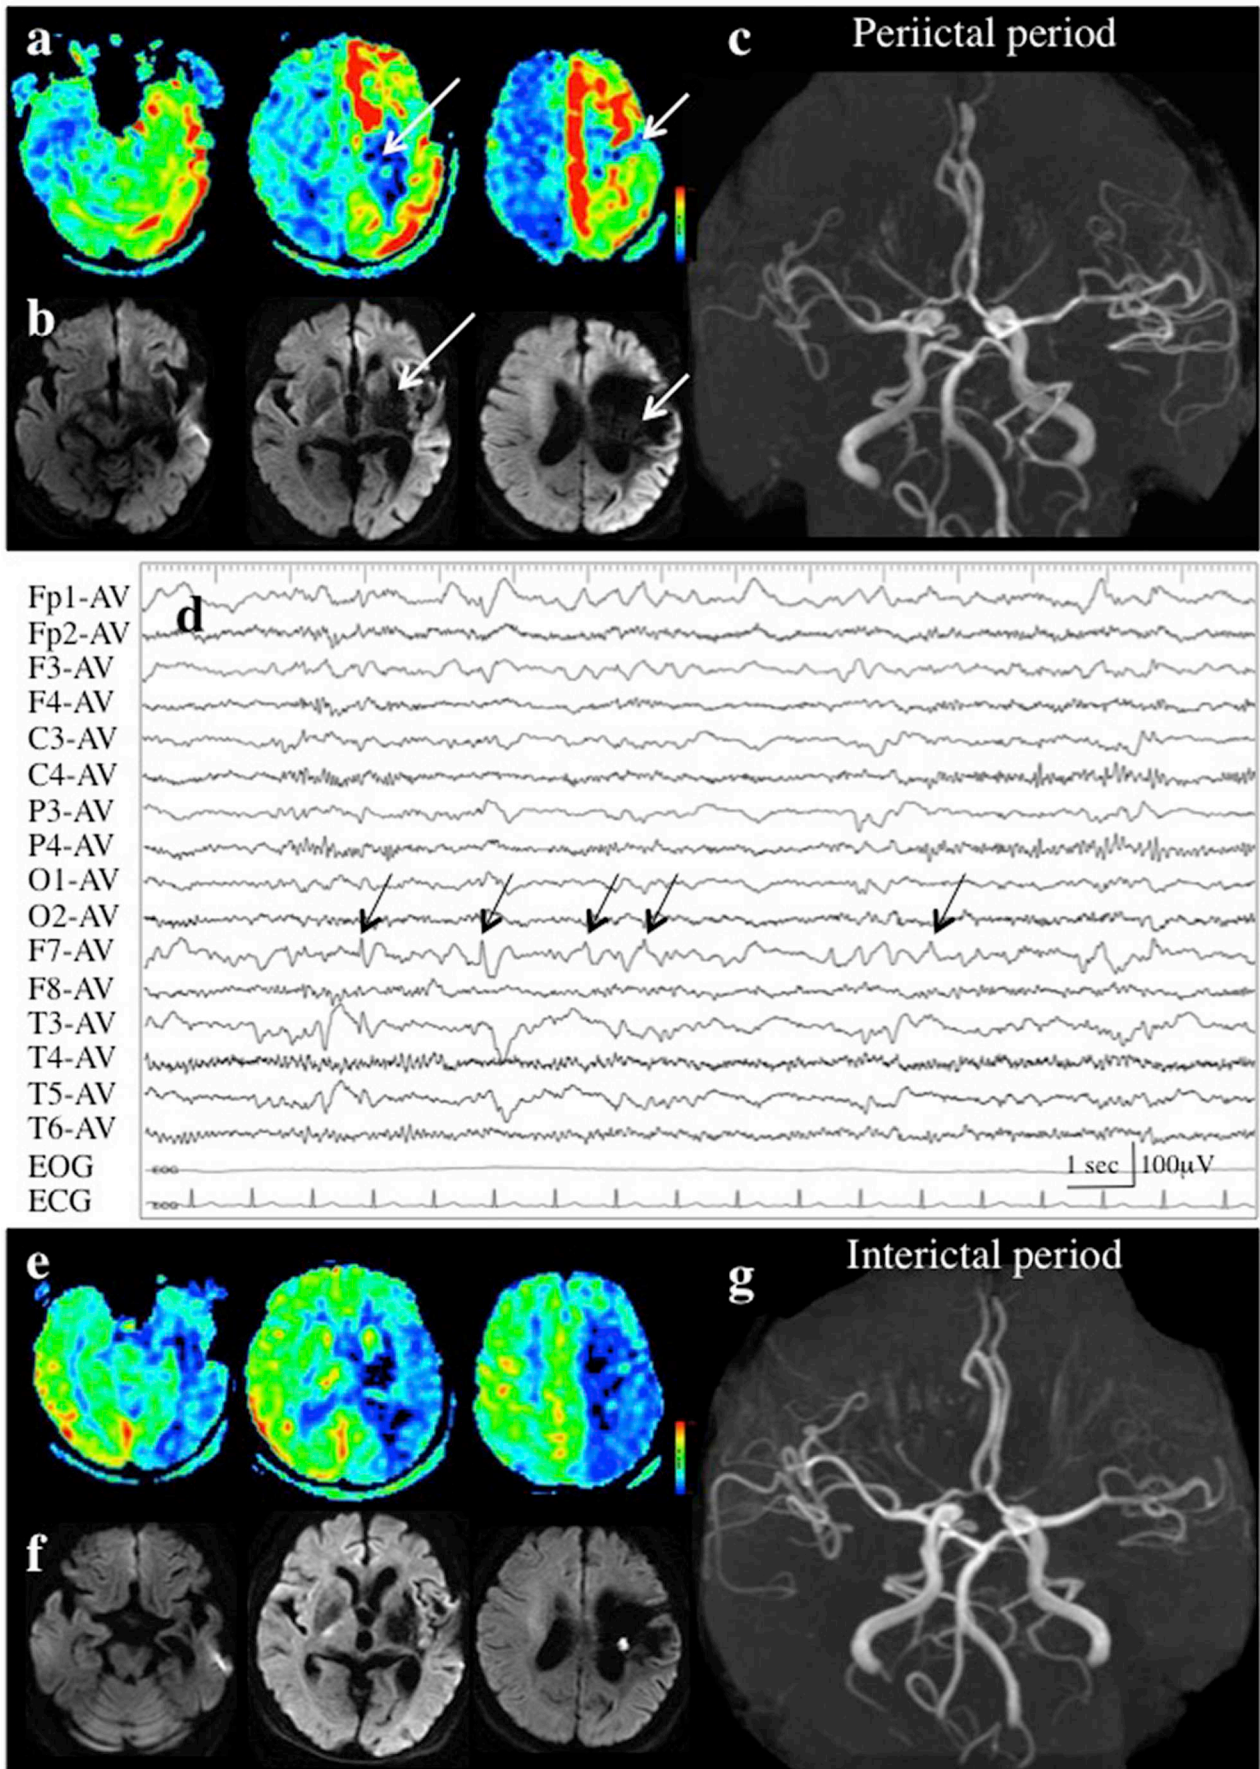 a
c
Periictal period
b
d
Fp1-AV
Fp2-AV
F3-AV
F4-AV
C3-AV
C4-AV
P3-AV
P4-AV
O1-AV
O2-AV
F7-AV
F8-AV
T3-AV
T4-AV
T5-AV
T6-AV
EOG
EOG
1 sec
100μV
ECG
ECG
e
g
Interictal period
f